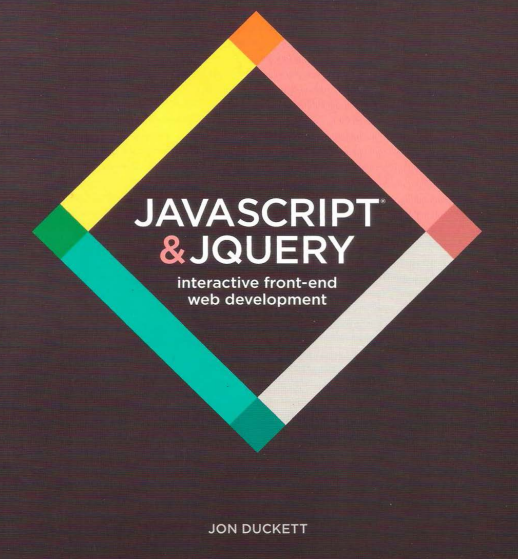 JAVASCRIPT®
&JQUERY
interactive front-end
web development
JON DUCKETT